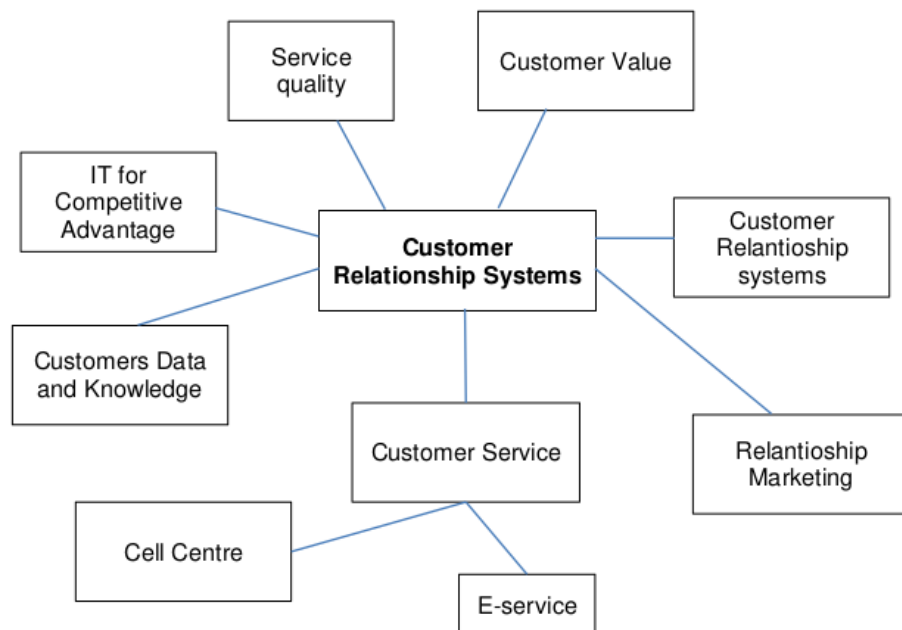 Service
quality
Customer Value
IT for
Competitive
Advantage
Customer
Relationship Systems
Customer
Relantioship
systems
Customers Data
and Knowledge
Customer Service
Relantioship
Marketing
Cell Centre
E-service